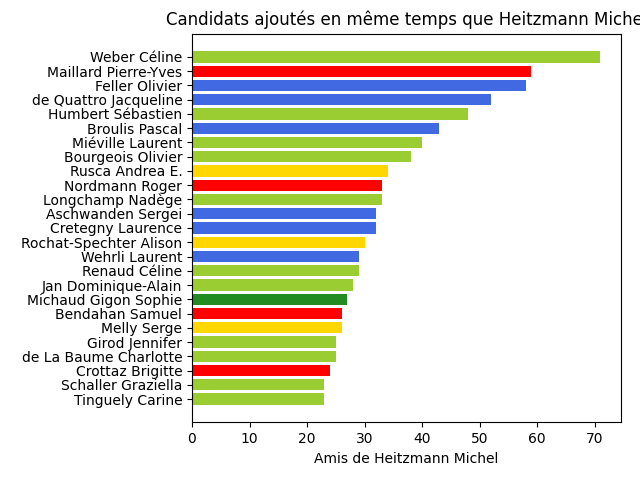 Candidats ajoutés en même temps que Heitzmann Miche
Weber Céline
Maillard Pierre-Yves
Feller Olivier
de Quattro Jacqueline
Humbert Sébastien
Broulis Pascal
Miéville Laurent
Bourgeois Olivier
Rusca Andrea E.
Nordmann Roger
Longchamp Nadège
Aschwanden Sergei
Cretegny Laurence
Rochat-Spechter Alison
Wehrli Laurent
Renaud Céline
Jan Dominique-Alain
Michaud Gigon Sophie
Bendahan Samuel
Melly Serge
Girod Jennifer
de La Baume Charlotte
Crottaz Brigitte
Schaller Graziella
Tinguely Carine
0 10 20 30 40 50 60 70
Amis de Heitzmann Michel